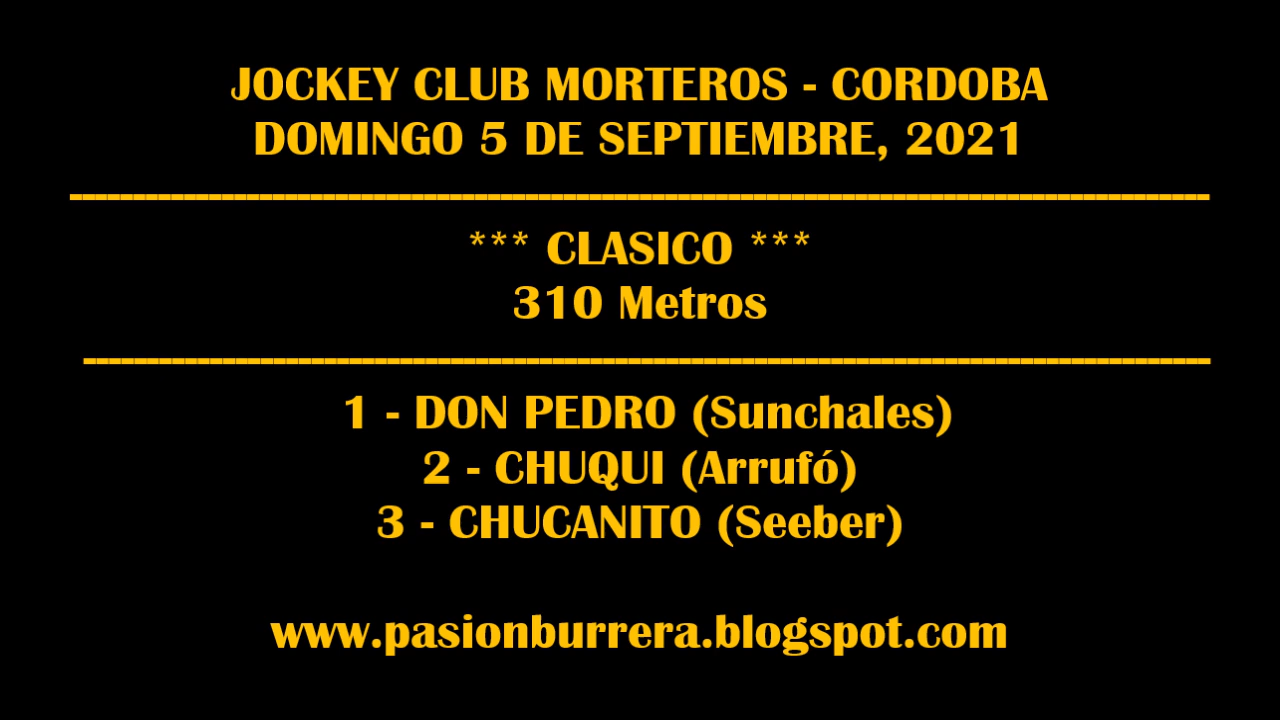 JOCKEY CLUB MORTEROS - CORDOBA
DOMINGO 5 DE SEPTIEMBRE, 2021
*** CLASICO ***
310 Metros
1 - DON PEDRO (Sunchales)
2 - CHUQUI (Arrufó)
3 - CHUCANITO (Seeber)
www.pasionburrera.blogspot.com